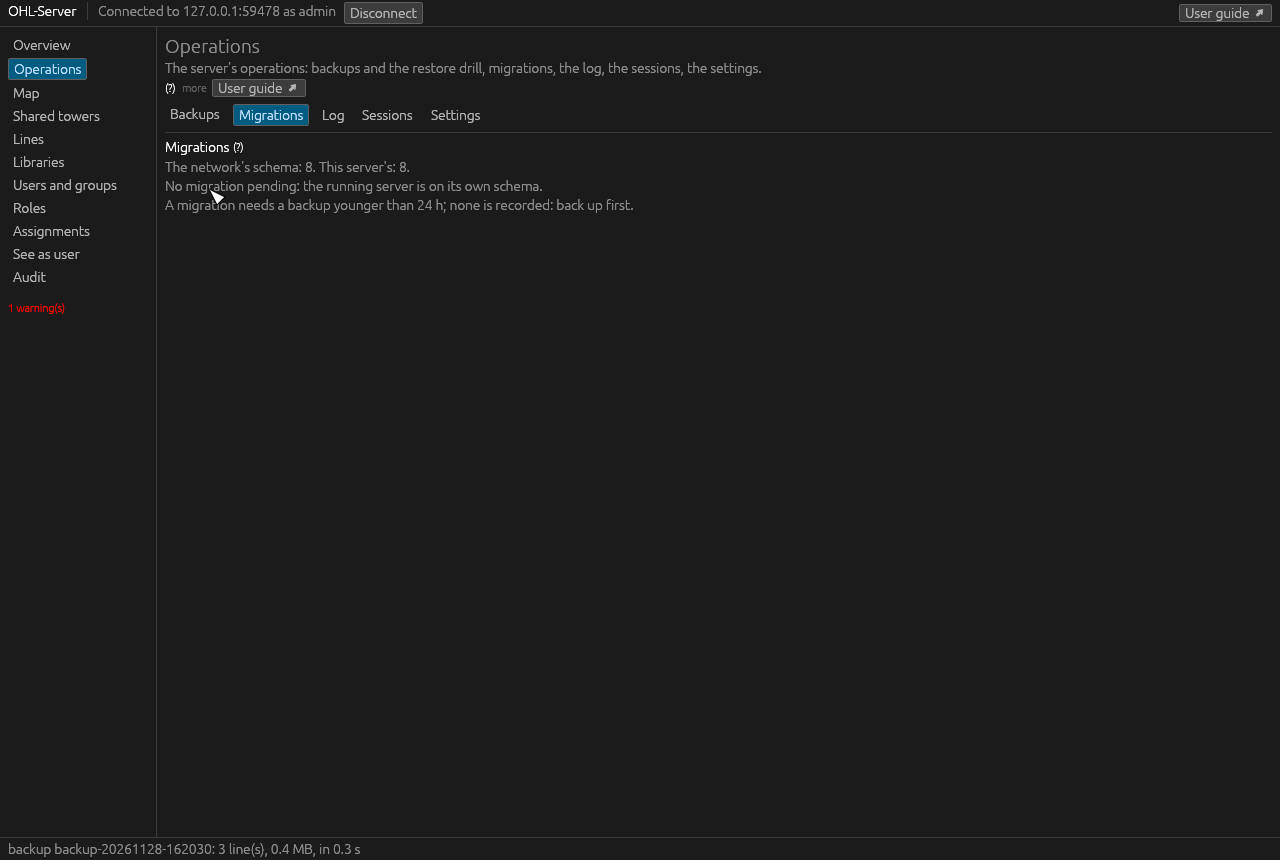 OHL-Server Connected to 127.0.0.1:59478 as admin Disconnect User guide
Overview
Operations
Map
Shared towers
Lines
Libraries
Users and groups
Roles
Assignments
See as user
Audit
1 warning(s)
Operations
The server's operations: backups and the restore drill, migrations, the log, the sessions, the settings.
(?) more User guide
Backups Migrations Log Sessions Settings
Migrations (?)
The network's schema: 8. This server's: 8.
No migration pending: the running server is on its own schema.
A migration needs a backup younger than 24 h; none is recorded: back up first.
backup backup-20261128-162030: 3 line(s), 0.4 MB, in 0.3 s